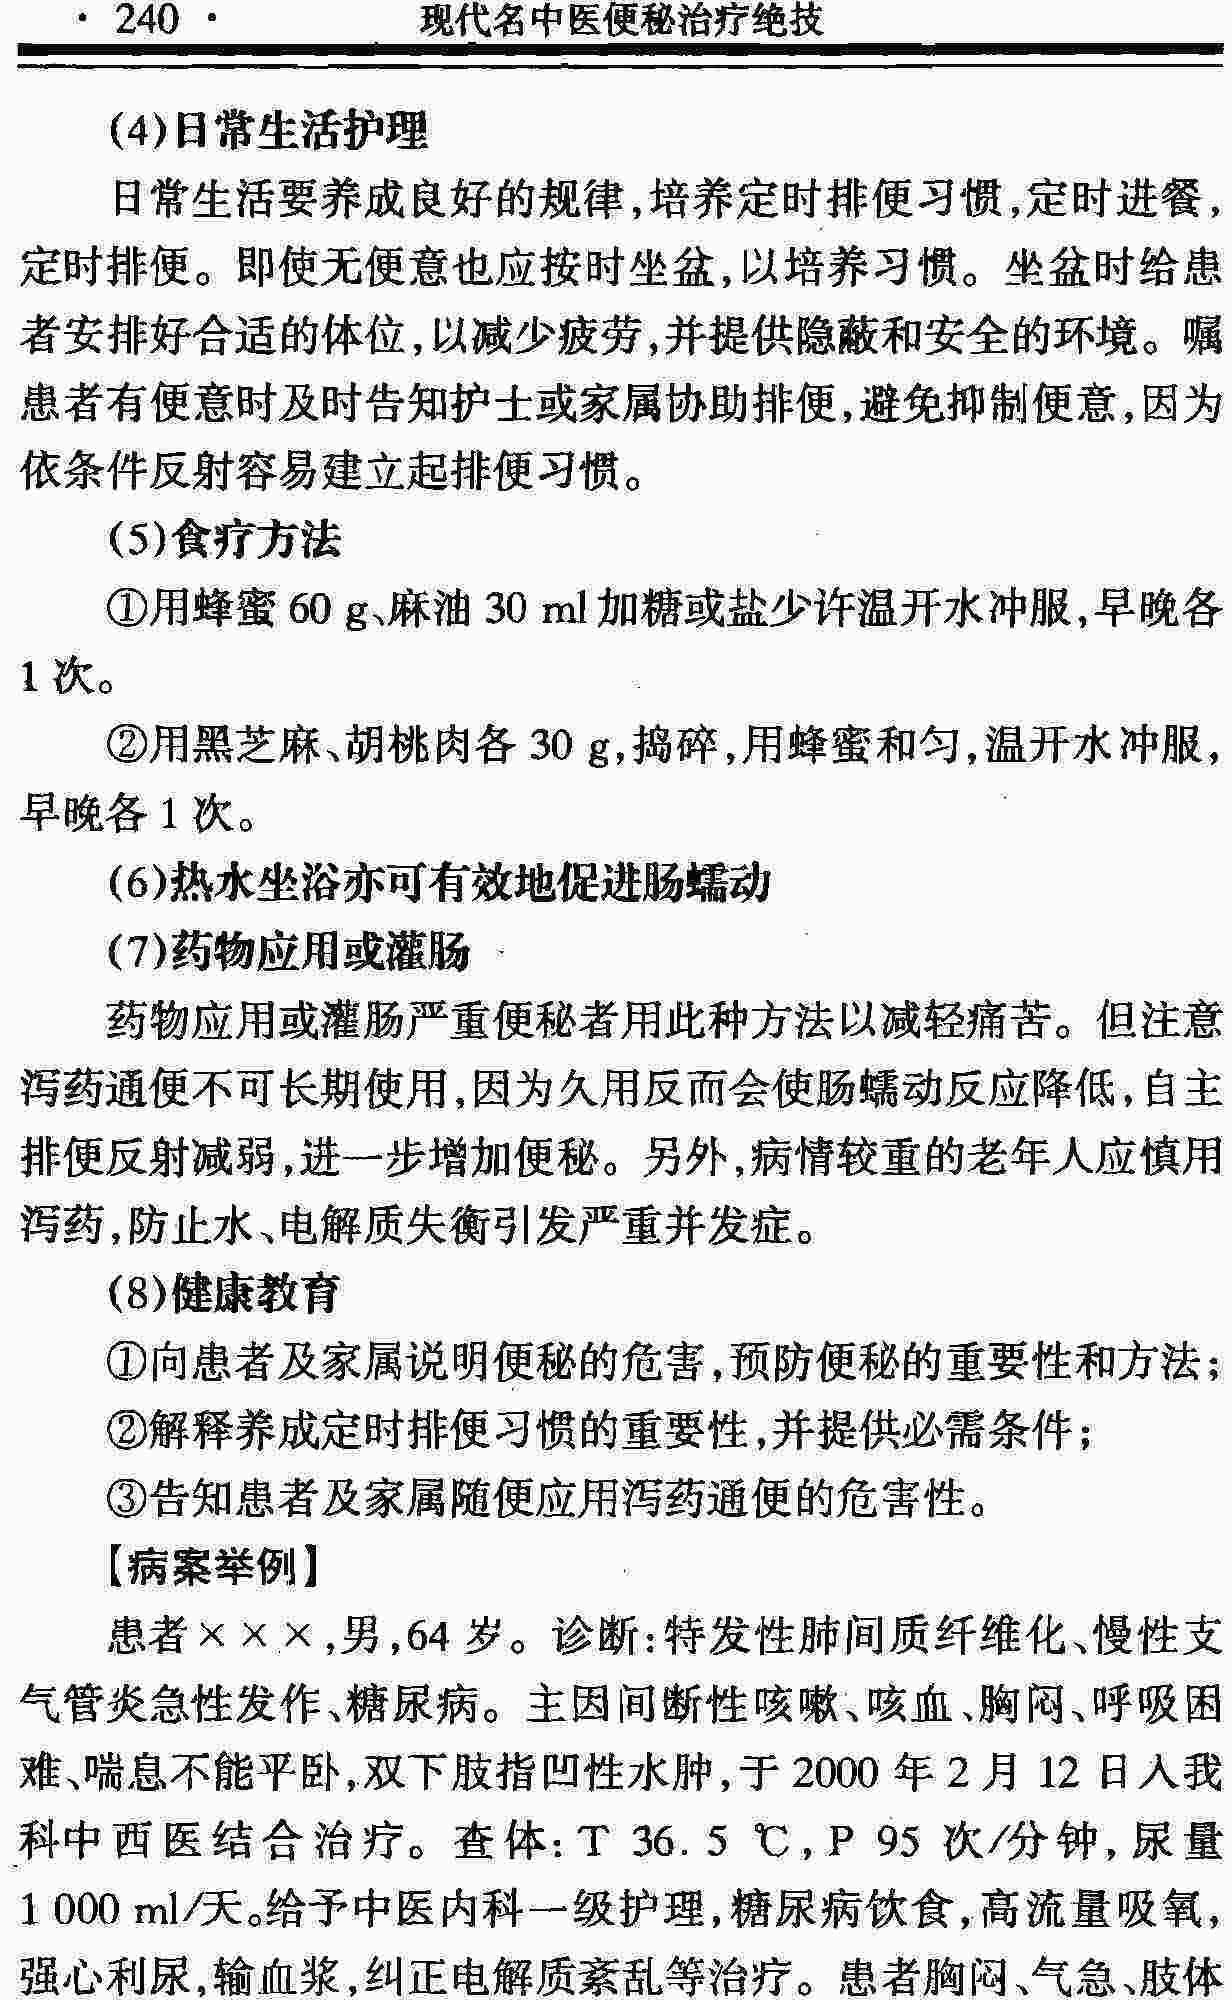 · 240 ·　　现代名中医便秘治疗绝技
(4)日常生活护理
日常生活要养成良好的规律,培养定时排便习惯,定时进餐,
定时排便。即使无便意也应按时坐盆,以培养习惯。坐盆时给患
者安排好合适的体位,以减少疲劳,并提供隐蔽和安全的环境。嘱
患者有便意时及时告知护士或家属协助排便,避免抑制便意,因为
依条件反射容易建立起排便习惯。
(5)食疗方法
①用蜂蜜 60 g、麻油 30 ml加糖或盐少许温开水冲服,早晚各
1 次。
②用黑芝麻、胡桃肉各 30 g,捣碎,用蜂蜜和匀,温开水冲服,
早晚各 1 次。
(6)热水坐浴亦可有效地促进肠蠕动
(7)药物应用或灌肠
药物应用或灌肠严重便秘者用此种方法以减轻痛苦。但注意
泻药通便不可长期使用,因为久用反而会使肠蠕动反应降低,自主
排便反射减弱,进一步增加便秘。另外,病情较重的老年人应慎用
泻药,防止水、电解质失衡引发严重并发症。
(8)健康教育
①向患者及家属说明便秘的危害,预防便秘的重要性和方法;
②解释养成定时排便习惯的重要性,并提供必需条件;
③告知患者及家属随便应用泻药通便的危害性。
【病案举例】
患者×××,男,64 岁。诊断:特发性肺间质纤维化、慢性支
气管炎急性发作、糖尿病。主因间断性咳嗽、咳血、胸闷、呼吸困
难、喘息不能平卧,双下肢指凹性水肿,于 2000 年 2 月 12 日入我
科中西医结合治疗。查体:T 36. 5 ℃,P 95 次/分钟,尿量
1 000 ml/天。给予中医内科一级护理,糖尿病饮食,高流量吸氧,
强心利尿,输血浆,纠正电解质紊乱等治疗。患者胸闷、气急、肢体